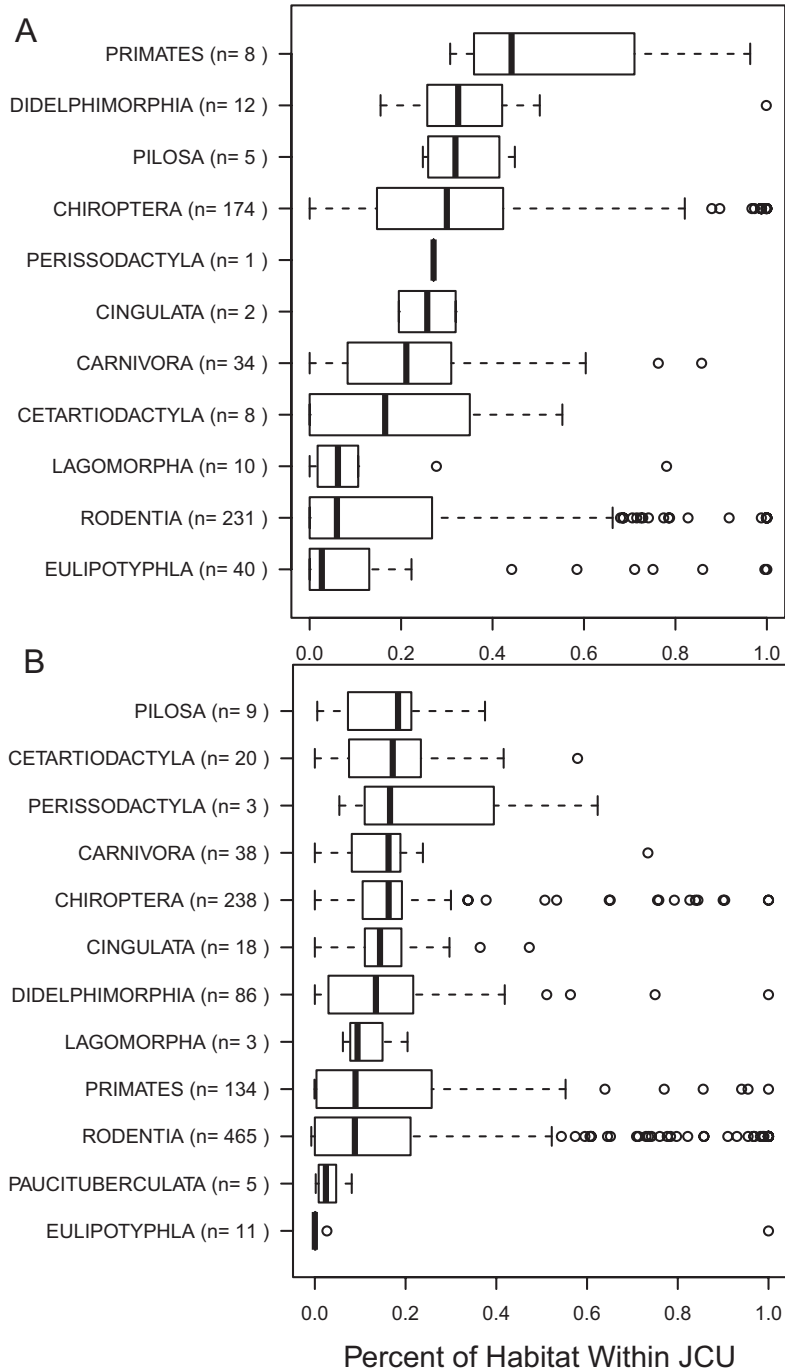 A
PRIMATES (n= 8 )
DIDELPHIMORPHIA (n= 12 )
PILOSA (n= 5 )
CHIROPTERA (n= 174 )
PERISSODACTYLA (n= 1 )
CINGULATA (n= 2 )
CARNIVORA (n= 34 )
CETARTIODACTYLA (n= 8 )
LAGOMORPHA (n= 10 )
RODENTIA (n= 231 )
EULIPOTYPHLA (n= 40 )
0.0 0.2 0.4 0.6 0.8 1.0
B
PILOSA (n= 9 )
CETARTIODACTYLA (n= 20 )
PERISSODACTYLA (n= 3 )
CARNIVORA (n= 38 )
CHIROPTERA (n= 238 )
CINGULATA (n= 18 )
DIDELPHIMORPHIA (n= 86 )
LAGOMORPHA (n= 3 )
PRIMATES (n= 134 )
RODENTIA (n= 465 )
PAUCITUBERCULATA (n= 5 )
EULIPOTYPHLA (n= 11 )
0.0 0.2 0.4 0.6 0.8 1.0
Percent of Habitat Within JCU